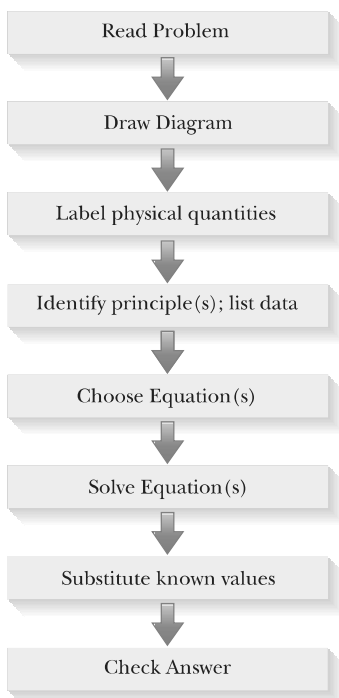 Read Problem
Draw Diagram
Label physical quantities
Identify principle(s); list data
Choose Equation(s)
Solve Equation(s)
Substitute known values
Check Answer